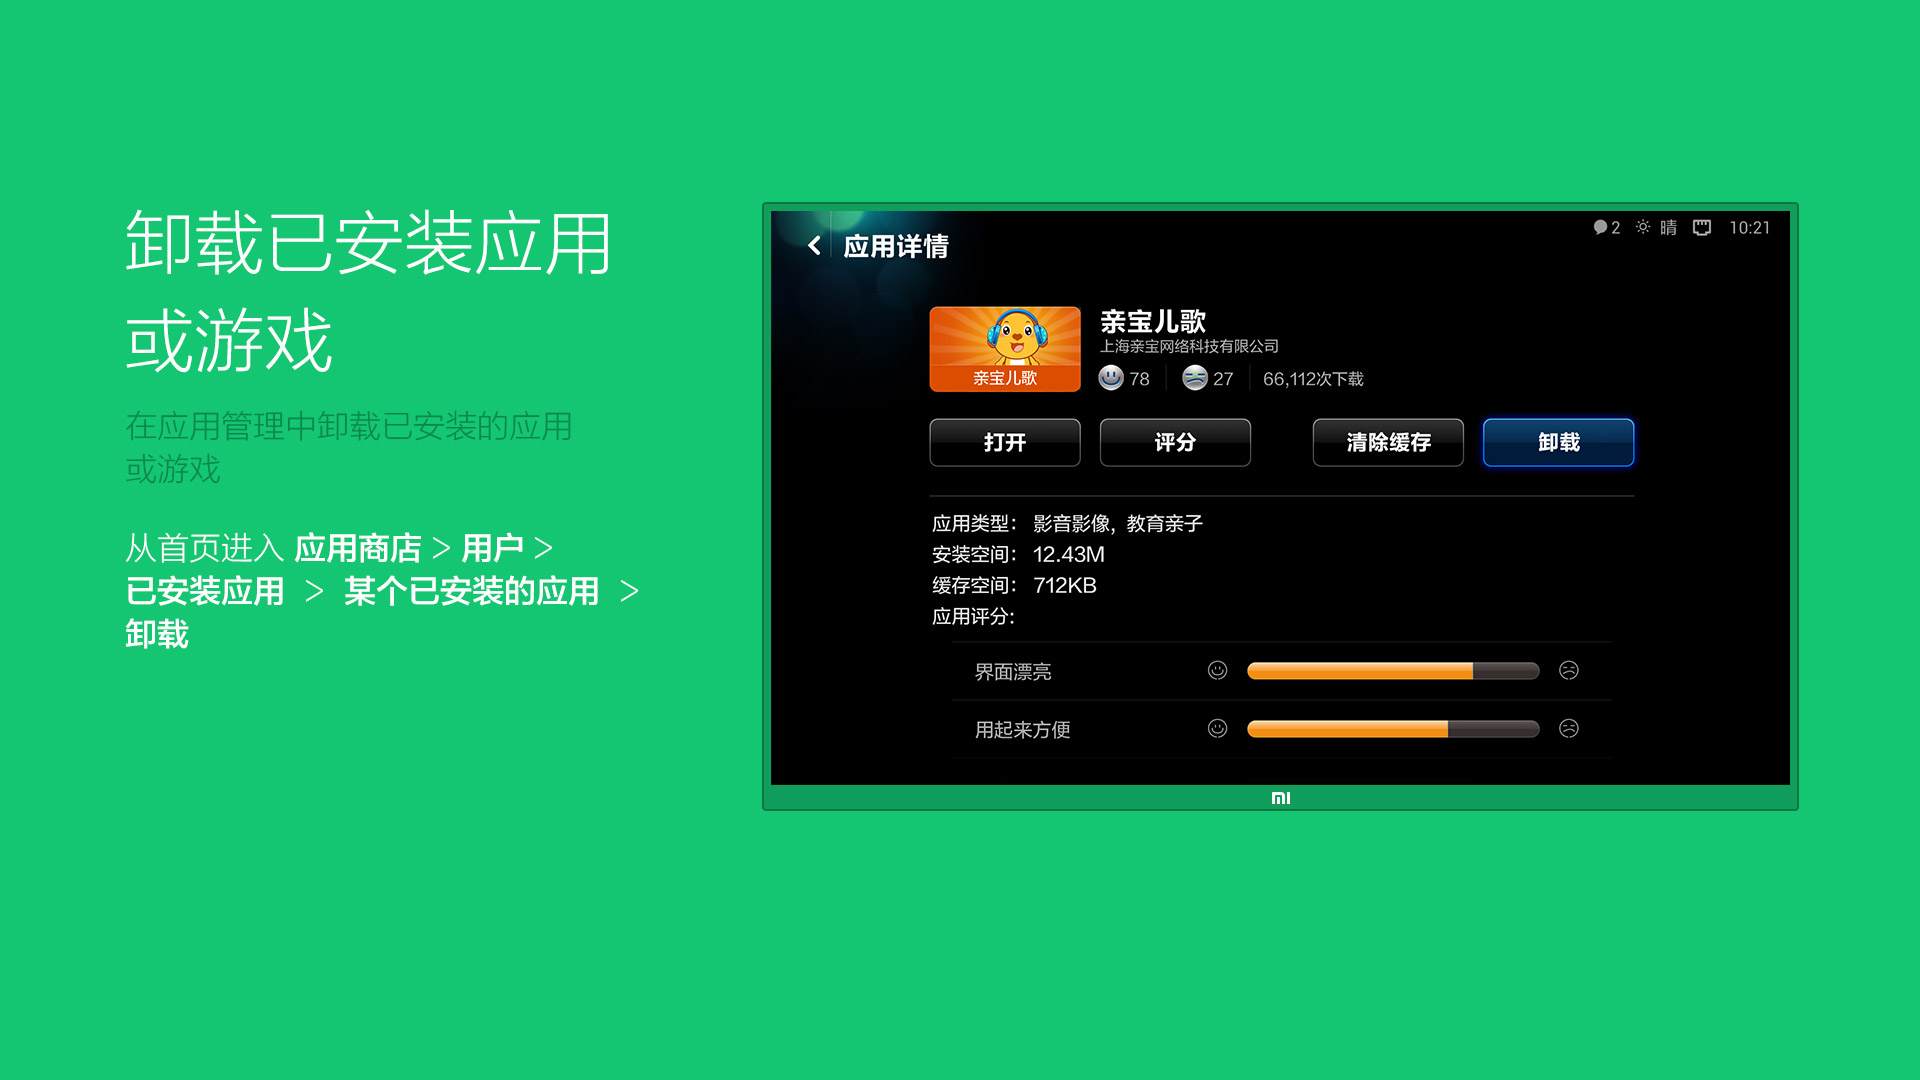 卸载已安装应用
或游戏
在应用管理中卸载已安装的应用
或游戏
从首页进入 应用商店 > 用户 >
已安装应用 > 某个已安装的应用 >
卸载
应用详情
2 晴 10:21
亲宝儿歌
亲宝儿歌
上海亲宝网络科技有限公司
78 27 66,112次下载
打开 评分 清除缓存 卸载
应用类型： 影音影像，教育亲子
安装空间： 12.43M
缓存空间： 712KB
应用评分:
界面漂亮
用起来方便
MI